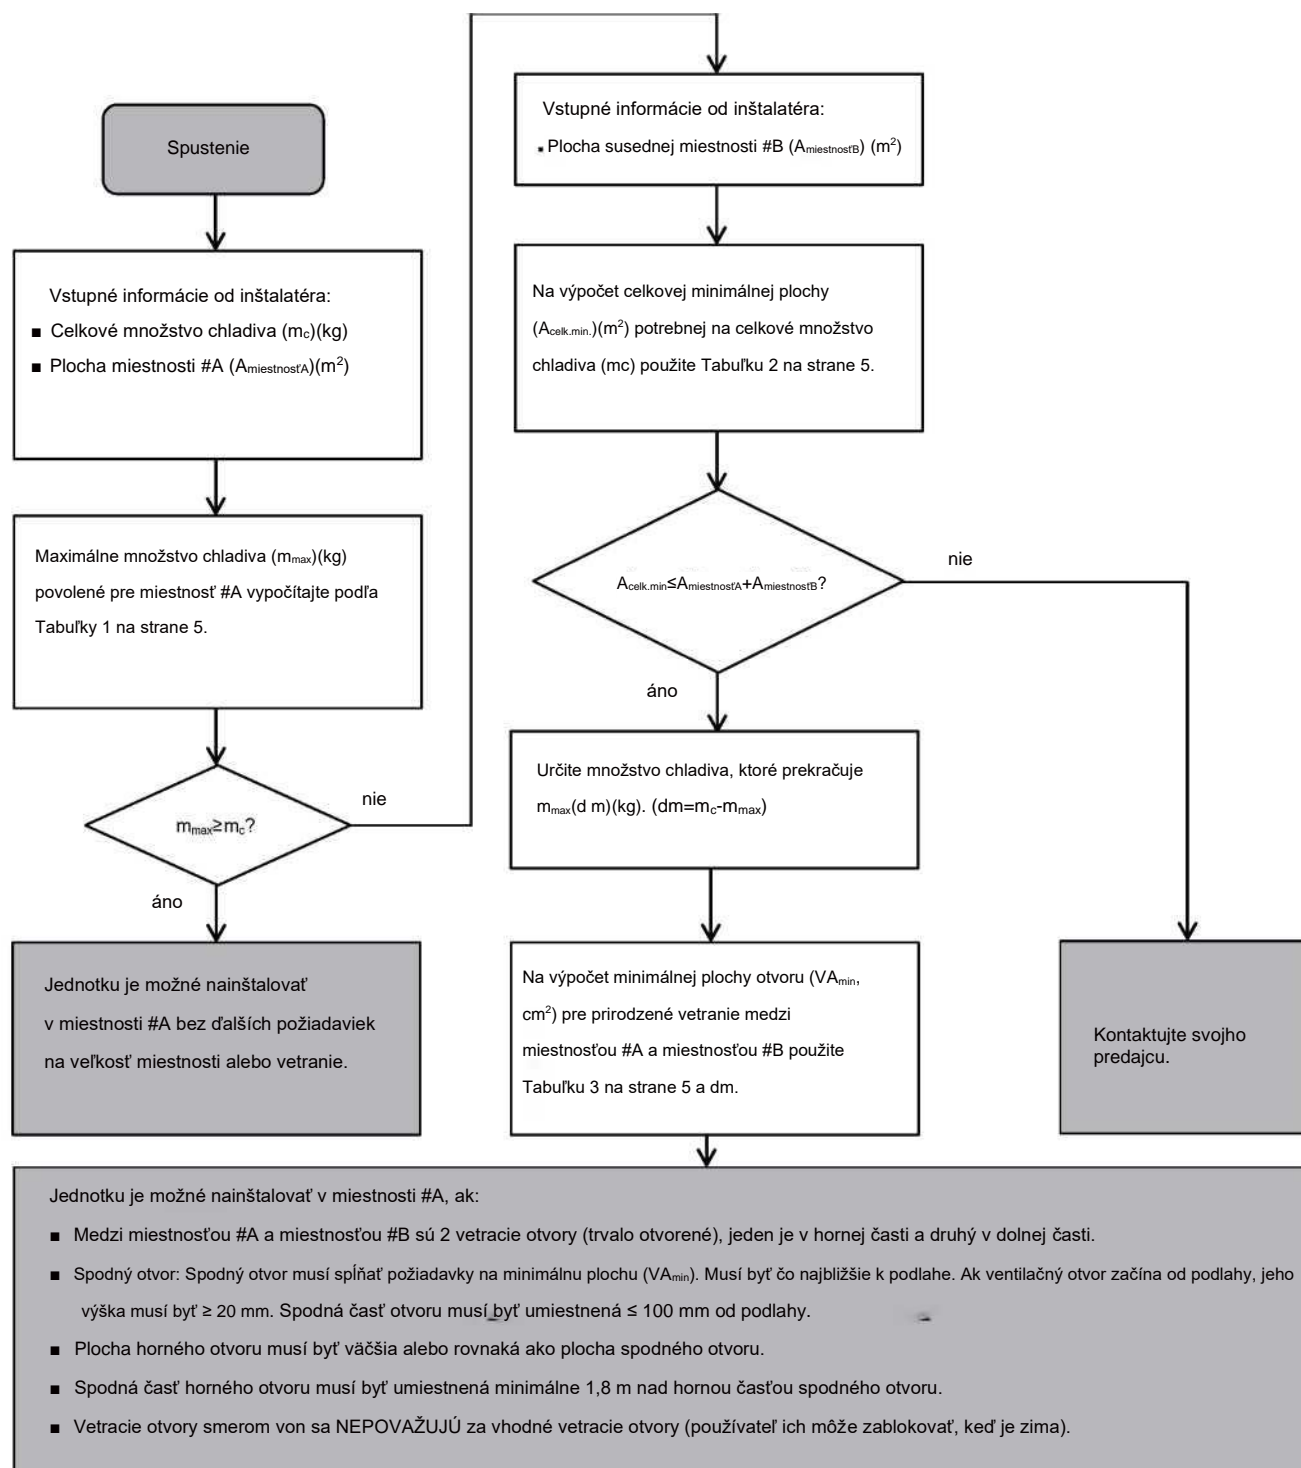 Spustenie
Vstupné informácie od inštalatéra:
■ Celkové množstvo chladiva (mc)(kg)
■ Plocha miestnosti #A (AmiestnosťA)(m²)
Maximálne množstvo chladiva (mmax)(kg)
povolené pre miestnosť #A vypočítajte podľa
Tabuľky 1 na strane 5.
mmax≥mc?
nie
áno
Jednotku je možné nainštalovať
v miestnosti #A bez ďalších požiadaviek
na veľkosť miestnosti alebo vetranie.
Vstupné informácie od inštalatéra:
▪ Plocha susednej miestnosti #B (AmiestnosťB) (m²)
Na výpočet celkovej minimálnej plochy
(Acelk.min.)(m²) potrebnej na celkové množstvo
chladiva (mc) použite Tabuľku 2 na strane 5.
Acelk.min≤AmiestnosťA+AmiestnosťB?
nie
áno
Určite množstvo chladiva, ktoré prekračuje
mmax(d m)(kg). (dm=mc-mmax)
Na výpočet minimálnej plochy otvoru (VAmin,
cm²) pre prirodzené vetranie medzi
miestnosťou #A a miestnosťou #B použite
Tabuľku 3 na strane 5 a dm.
Kontaktujte svojho
predajcu.
Jednotku je možné nainštalovať v miestnosti #A, ak:
■ Medzi miestnosťou #A a miestnosťou #B sú 2 vetracie otvory (trvalo otvorené), jeden je v hornej časti a druhý v dolnej časti.
■ Spodný otvor: Spodný otvor musí spĺňať požiadavky na minimálnu plochu (VAmin). Musí byť čo najbližšie k podlahe. Ak ventilačný otvor začína od podlahy, jeho
výška musí byť ≥ 20 mm. Spodná časť otvoru musí byť umiestnená ≤ 100 mm od podlahy.
■ Plocha horného otvoru musí byť väčšia alebo rovnaká ako plocha spodného otvoru.
■ Spodná časť horného otvoru musí byť umiestnená minimálne 1,8 m nad hornou časťou spodného otvoru.
■ Vetracie otvory smerom von sa NEPOVAŽUJÚ za vhodné vetracie otvory (používateľ ich môže zablokovať, keď je zima).